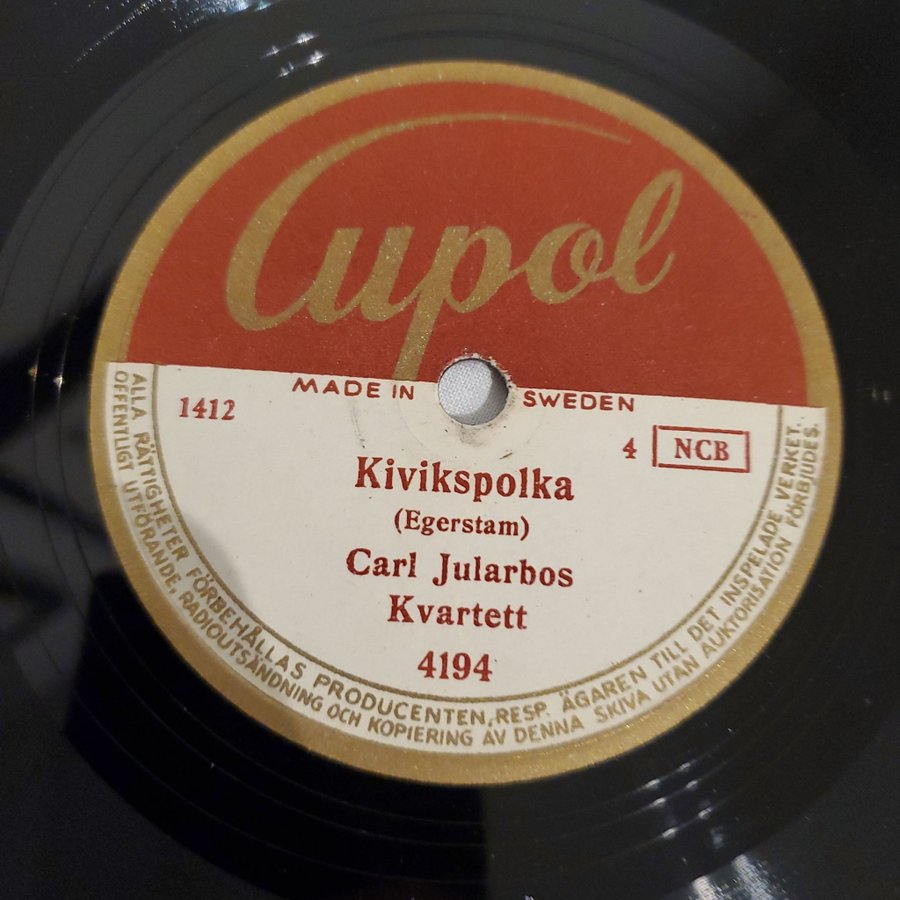 Cupol
MADE IN SWEDEN
1412
4 NCB
Kivikspolka
(Egerstam)
Carl Jularbos
Kvartett
4194
ALLA RÄTTIGHETER FÖRBEHÅLLAS PRODUCENTEN, RESP. ÄGAREN TILL DET INSPELADE VERKET.
OFFENTLIGT UTFÖRANDE, RADIOUTSÄNDNING OCH KOPIERING AV DENNA SKIVA UTAN AUKTORISATION FÖRBJUDES.